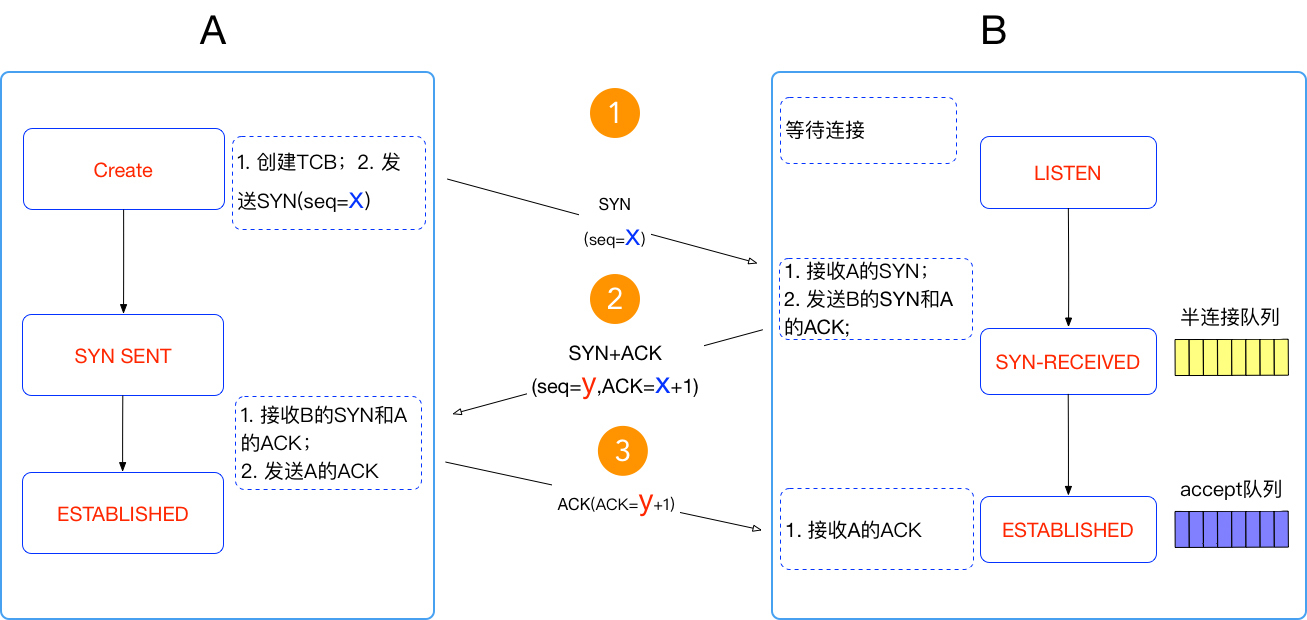 A
B
1
Create
1. 创建TCB；2. 发
送SYN(seq=X)
等待连接
LISTEN
SYN
(seq=X)
2
1. 接收A的SYN；
2. 发送B的SYN和A
的ACK;
半连接队列
SYN SENT
SYN+ACK
(seq=y,ACK=x+1)
SYN-RECEIVED
1. 接收B的SYN和A
的ACK；
2. 发送A的ACK
3
ESTABLISHED
ACK(ACK=y+1)
1. 接收A的ACK
ESTABLISHED
accept队列